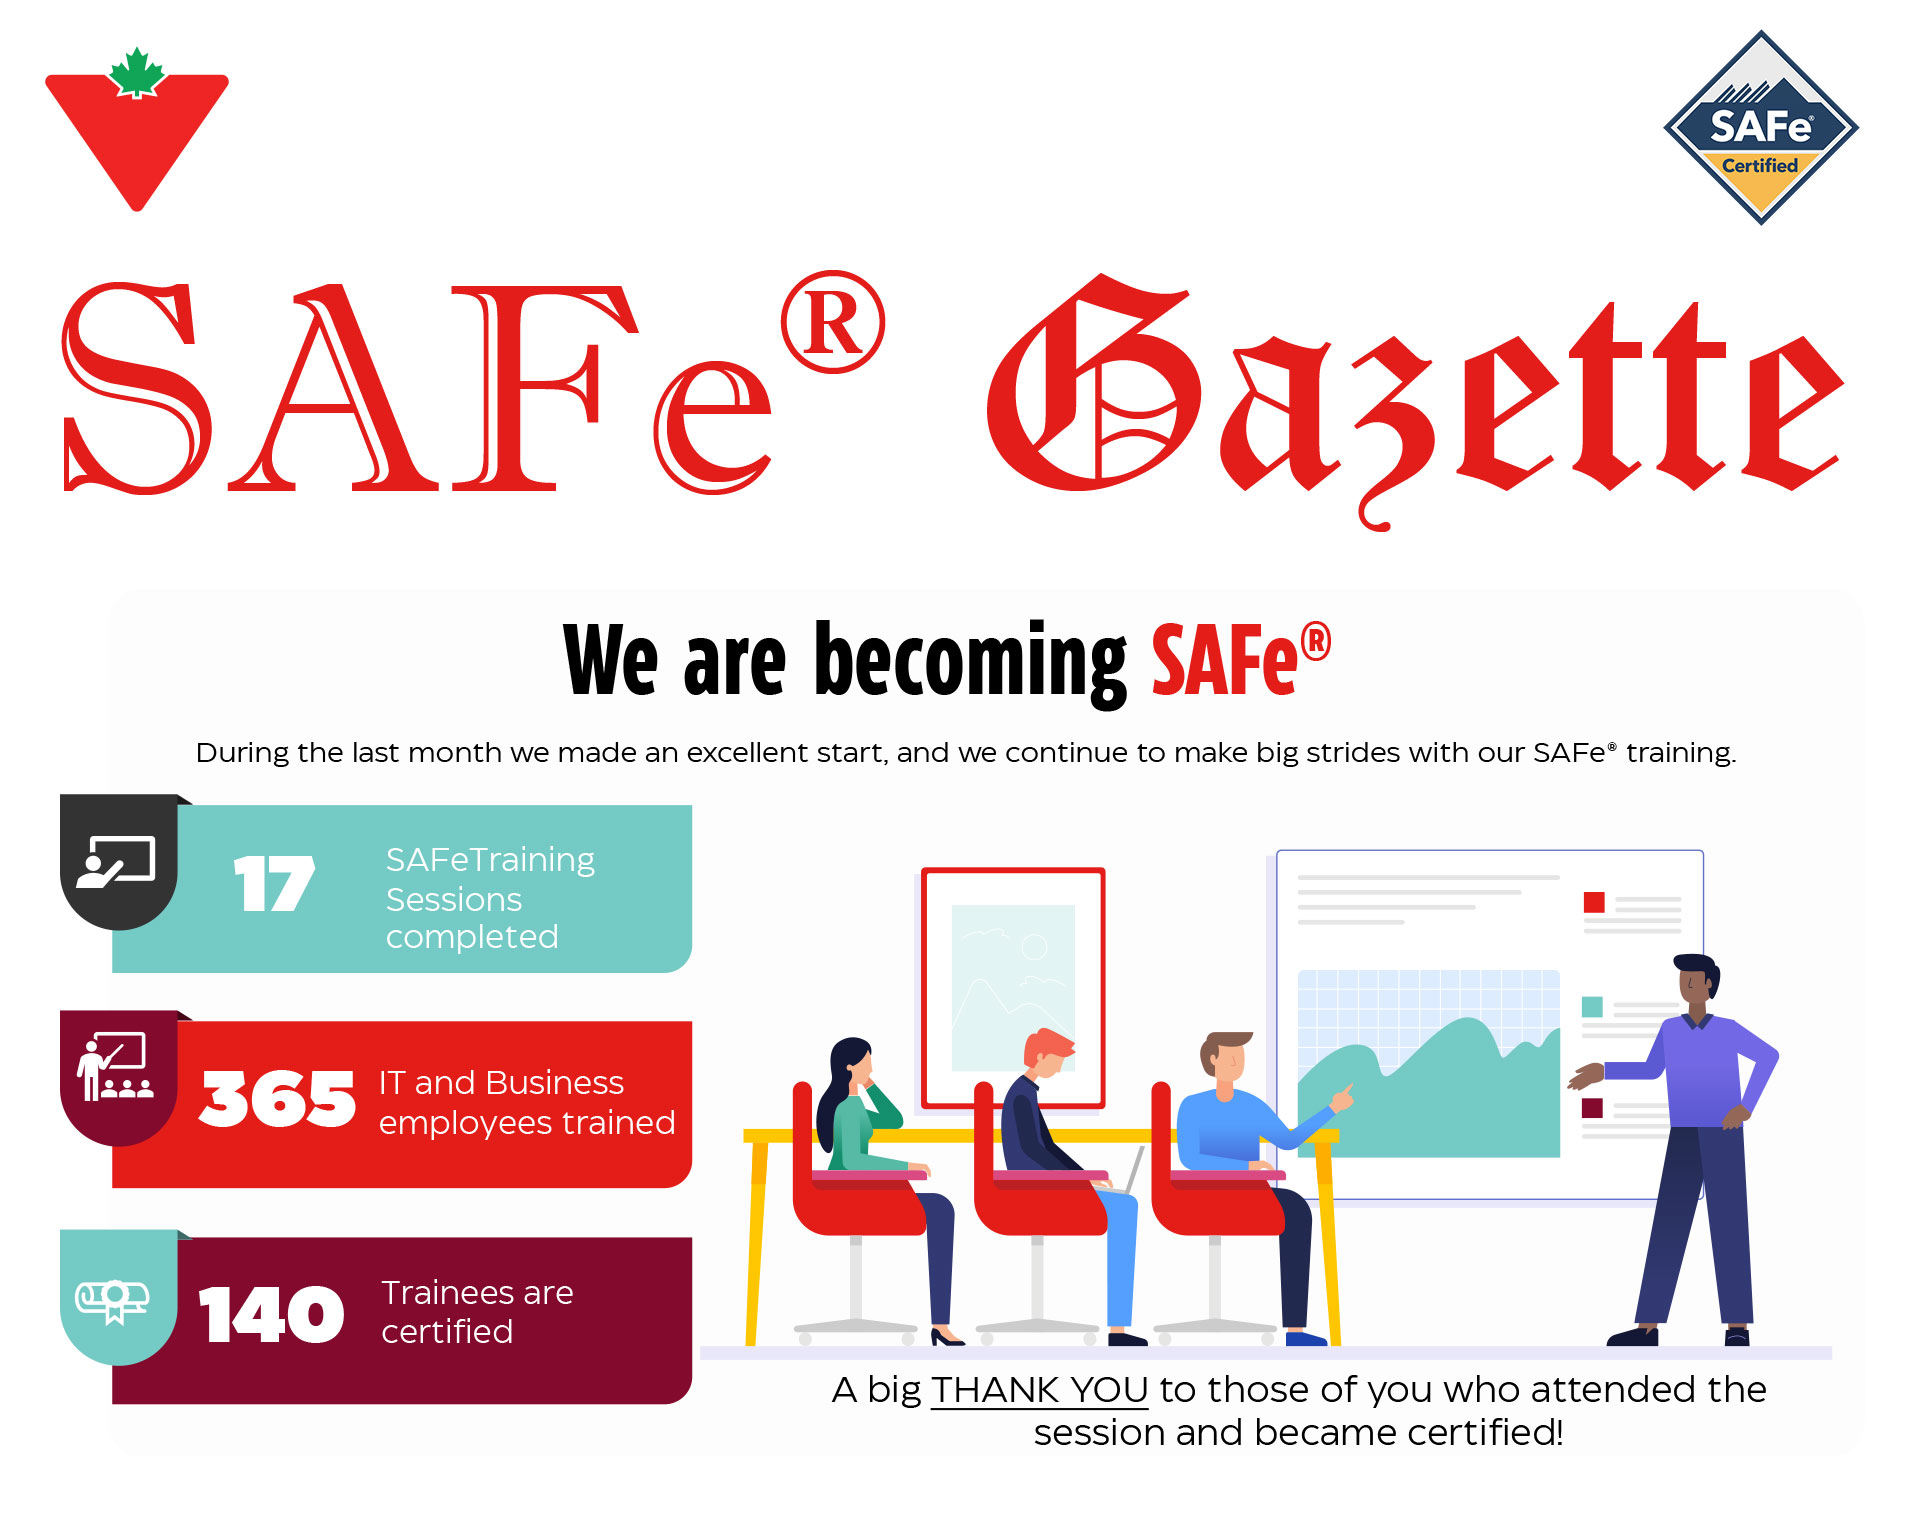 SAFe®
Certified
SAFe® Gazette
We are becoming SAFe®
During the last month we made an excellent start, and we continue to make big strides with our SAFe® training.
17
SAFeTraining
Sessions
completed
365
IT and Business
employees trained
140
Trainees are
certified
A big THANK YOU to those of you who attended the
session and became certified!